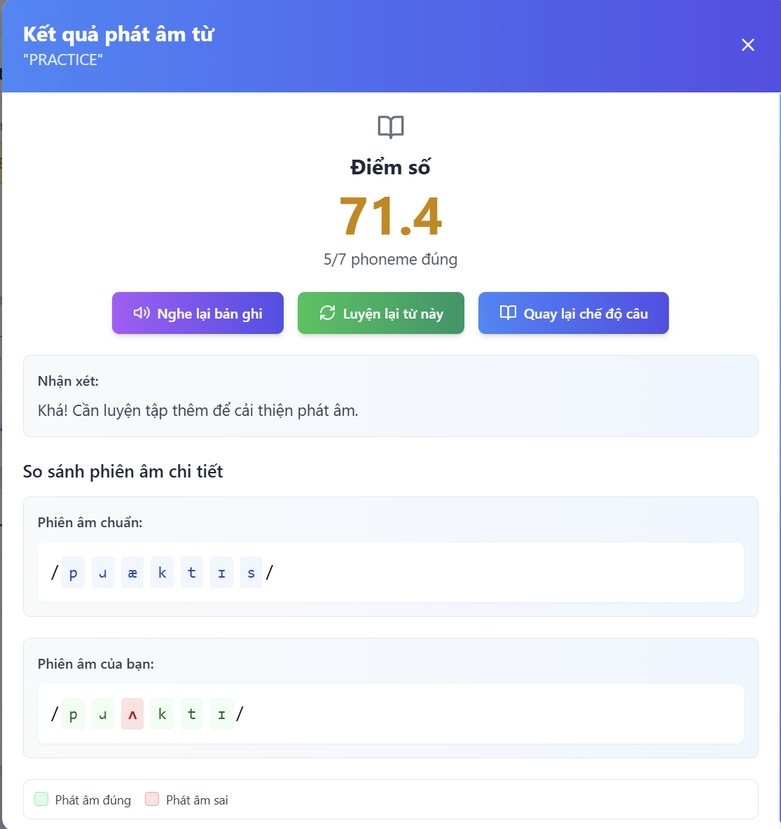 Kết quả phát âm từ
"PRACTICE"
Điểm số
71.4
5/7 phoneme đúng
Nghe lại bản ghi
Luyện lại từ này
Quay lại chế độ câu
Nhận xét:
Khá! Cần luyện tập thêm để cải thiện phát âm.
So sánh phiên âm chi tiết
Phiên âm chuẩn:
/ p ɹ æ k t ɪ s /
Phiên âm của bạn:
/ p ɹ ʌ k t ɪ /
Phát âm đúng
Phát âm sai